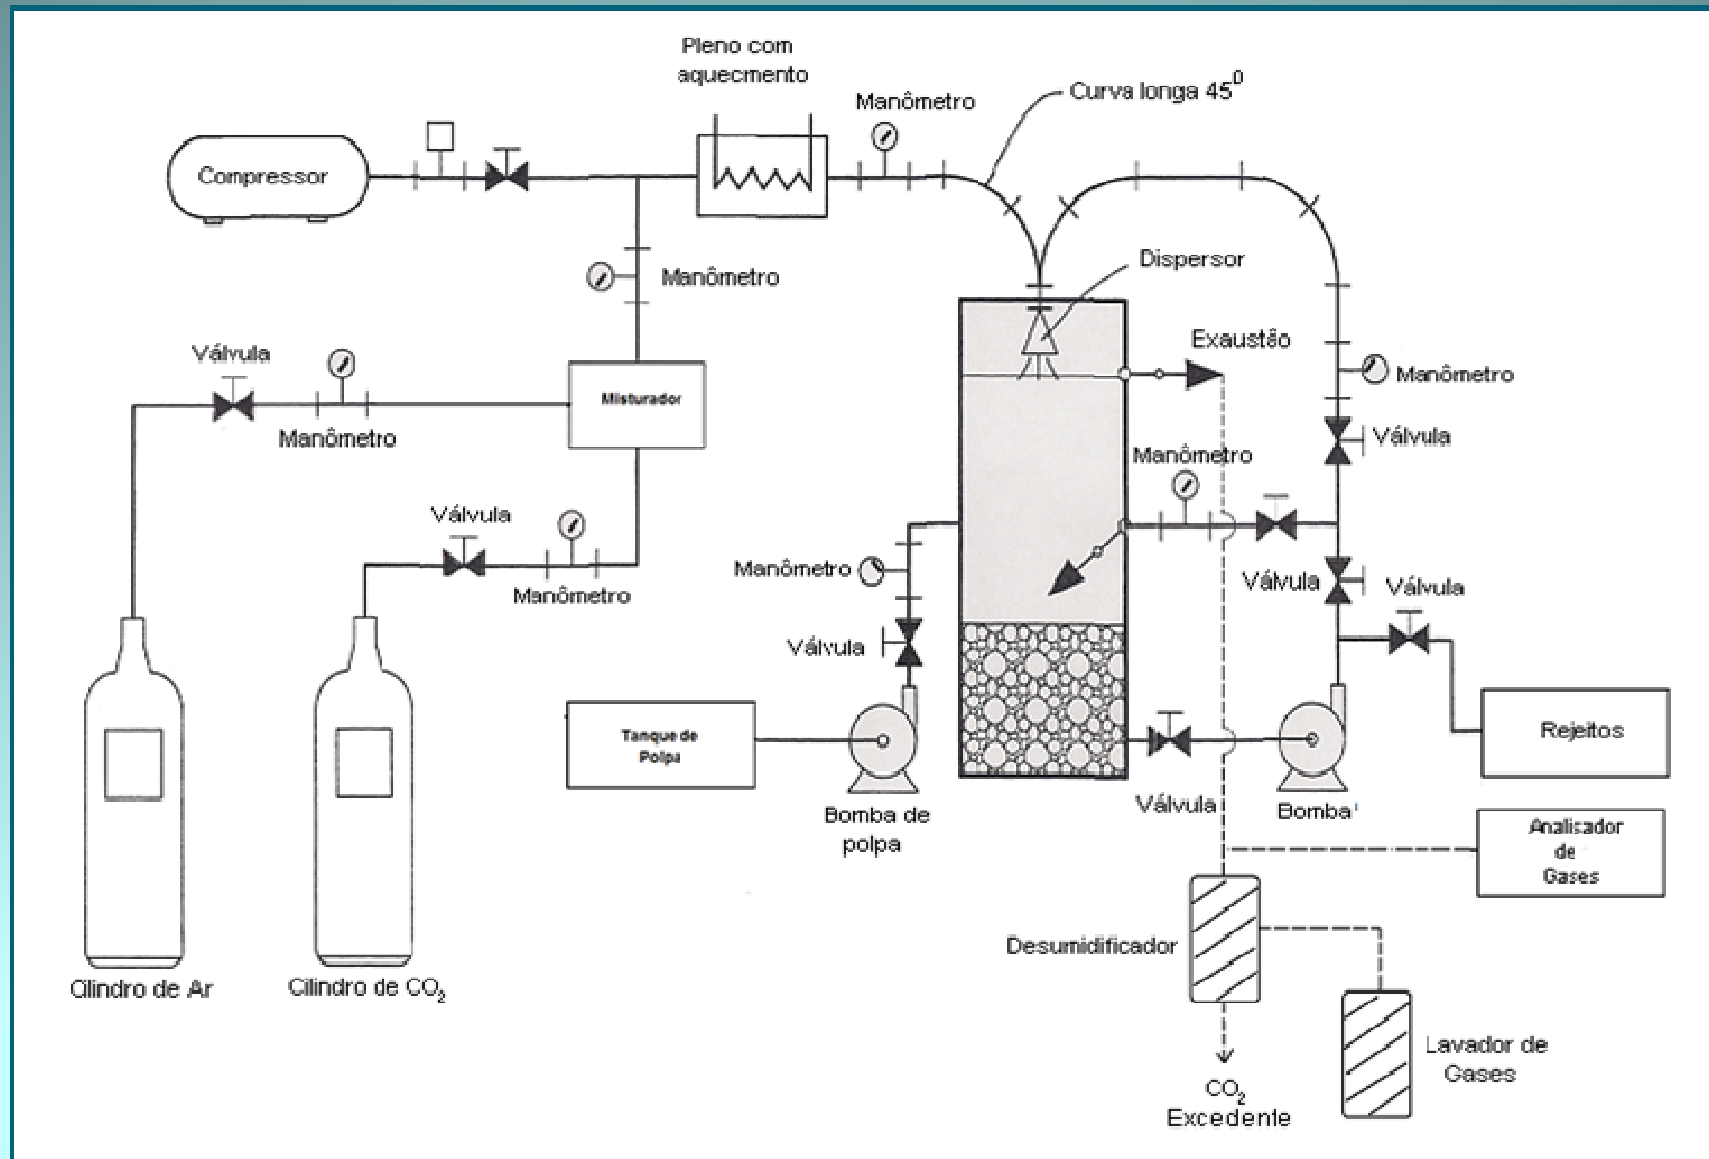 Pleno com
aquecmento
Manômetro
Curva longa 45⁰
Compressor
Manômetro
Dispersor
Exaustão
Válvula
Manômetro
Misturador
Manômetro
Válvula
Manômetro
Válvula
Manômetro
Manômetro
Válvula
Válvula
Válvula
Tanque de
Polpa
Rejeitos
Válvula
Bomba de
polpa
Bomba
Analisador
de
Gases
Desumidificador
Cilindro de Ar
Cilindro de CO₂
Lavador de
Gases
CO₂
Excedente